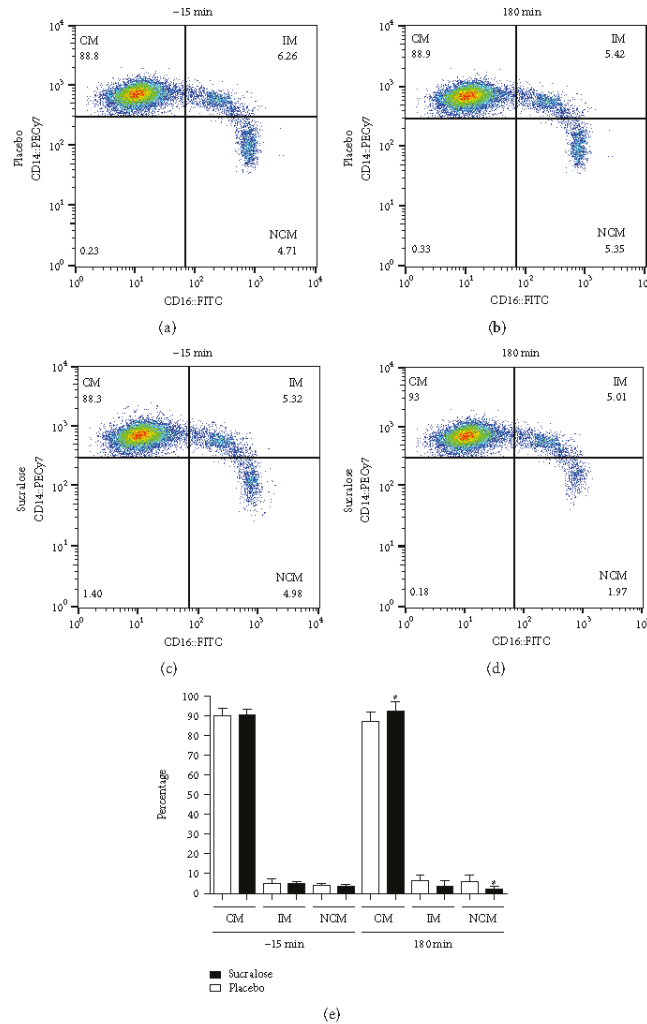 −15 min
CM
88.8
IM
6.26
Placebo
CD14::PECy7
10⁴
10³
10²
10¹
10⁰
0.23
NCM
4.71
10⁰ 10¹ 10² 10³ 10⁴
CD16::FITC
(a)
180 min
CM
88.9
IM
5.42
Placebo
CD14::PECy7
10⁴
10³
10²
10¹
10⁰
0.33
NCM
5.35
10⁰ 10¹ 10² 10³ 10⁴
CD16::FITC
(b)
−15 min
CM
88.3
IM
5.32
Sucralose
CD14::PECy7
10⁴
10³
10²
10¹
10⁰
1.40
NCM
4.98
10⁰ 10¹ 10² 10³ 10⁴
CD16::FITC
(c)
180 min
CM
93
IM
5.01
Sucralose
CD14::PECy7
10⁴
10³
10²
10¹
10⁰
0.18
NCM
1.97
10⁰ 10¹ 10² 10³ 10⁴
CD16::FITC
(d)
Percentage
100
90
80
70
60
50
40
30
20
10
0
*
*
CM IM NCM CM IM NCM
−15 min 180 min
Sucralose
Placebo
(e)